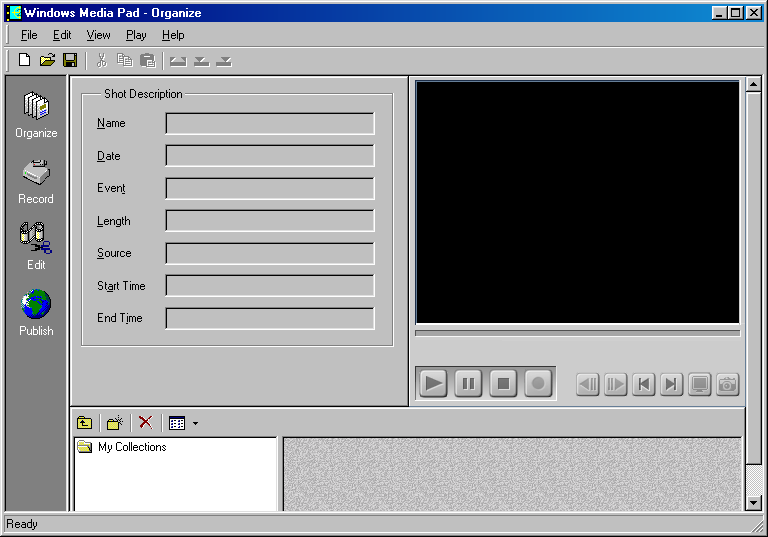 Windows Media Pad - Organize
File Edit View Play Help
Organize
Record
Edit
Publish
Shot Description
Name
Date
Event
Length
Source
Start Time
End Time
My Collections
Ready